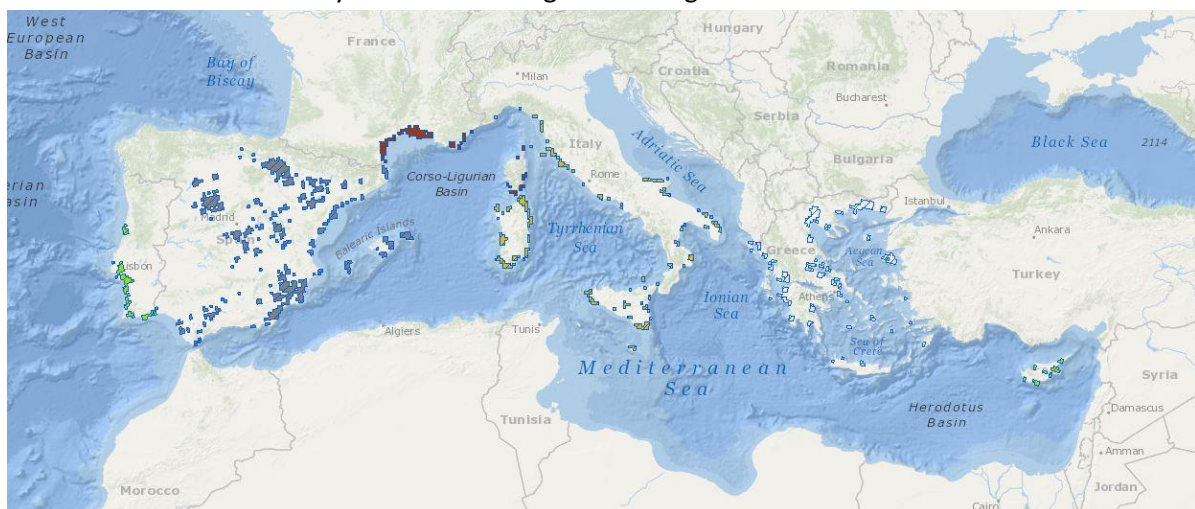 West
European
Basin
Bay of
Biscay
France
Milan
Hungary
Croatia
Romania
Bucharest
Serbia
Italy
Adriatic Sea
Black Sea
2114
Bulgaria
Corso-Ligurian
Basin
Rome
Istanbul
Madrid
Spain
Balearic Islands
Tyrrhenian
Sea
Greece
Aegean
Sea
Ankara
Turkey
Lisbon
Ionian
Sea
Athens
Algiers
Tunis
Sea of
Crete
Mediterranean
Sea
Syria
Herodotus
Basin
Damascus
Tunisia
Amman
Morocco
Jordan
Cairo